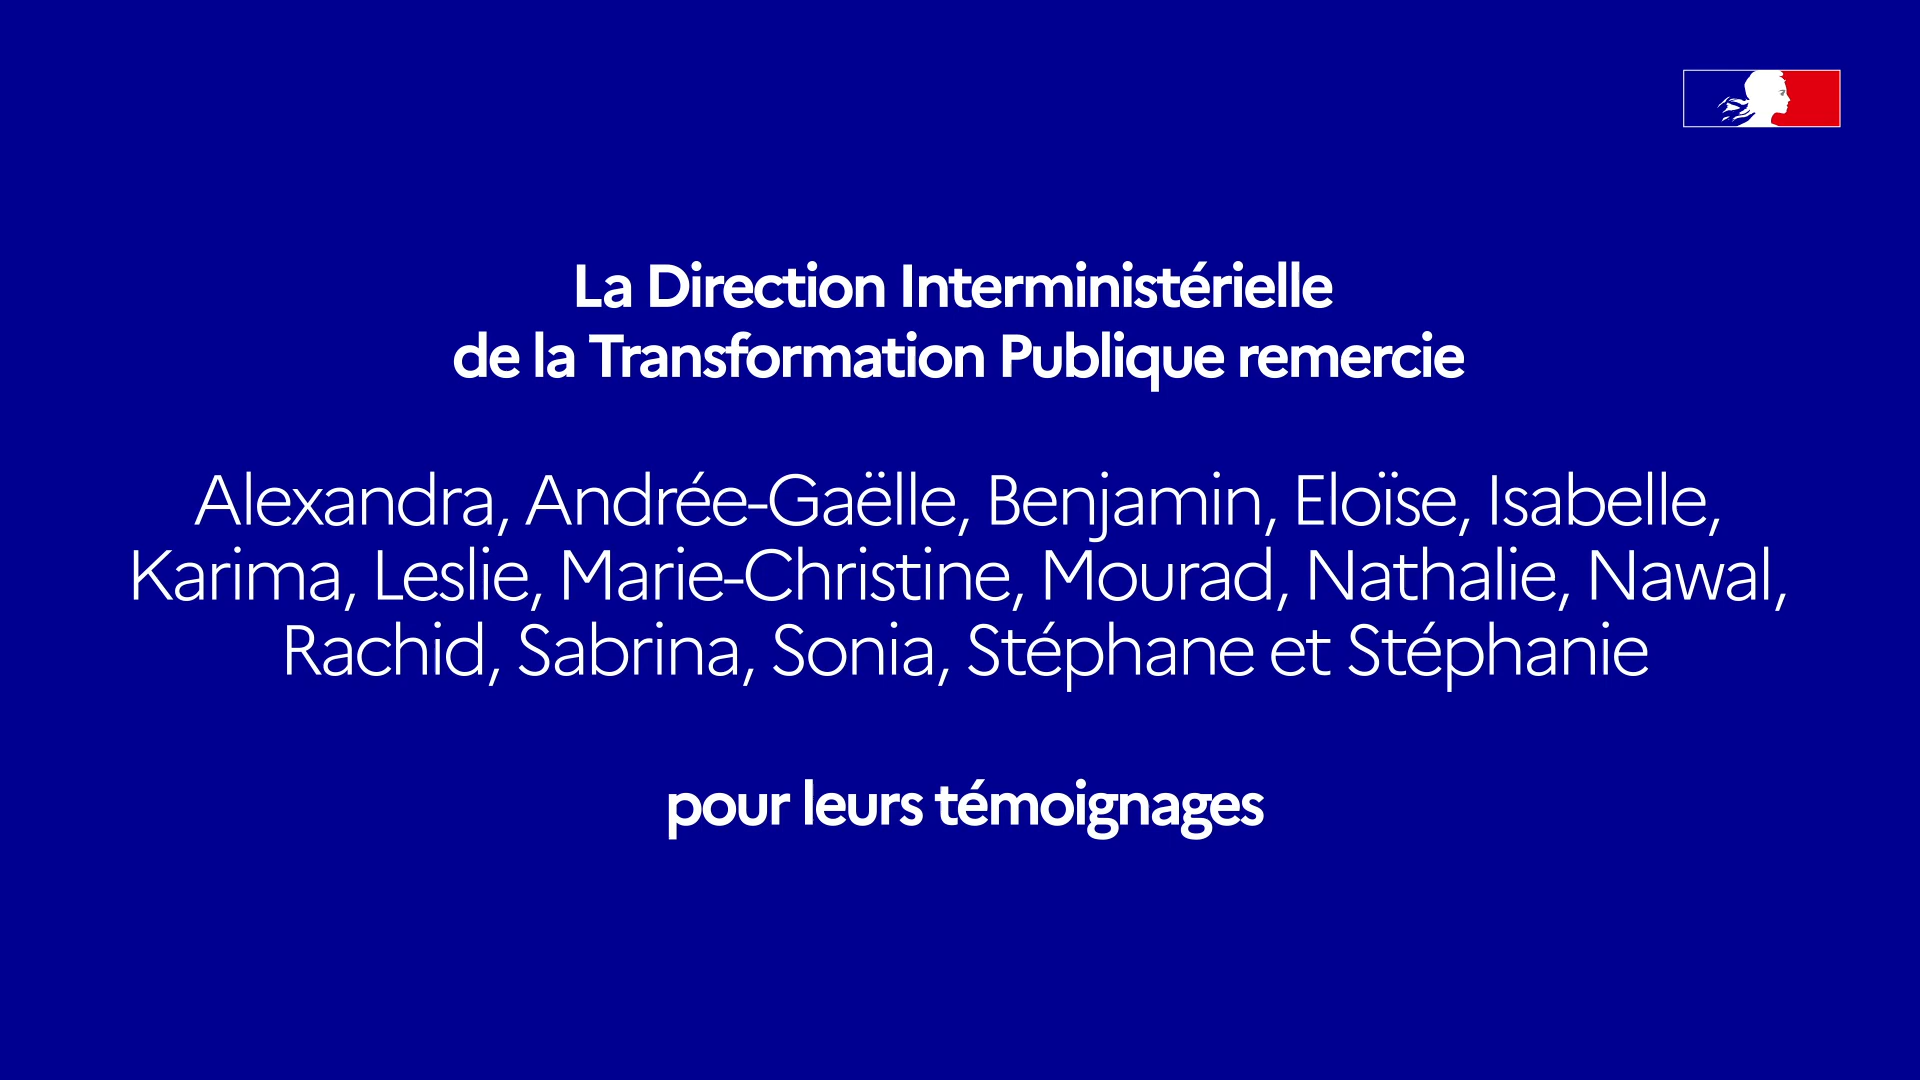 La Direction Interministérielle
de la Transformation Publique remercie
Alexandra, Andrée-Gaëlle, Benjamin, Eloïse, Isabelle,
Karima, Leslie, Marie-Christine, Mourad, Nathalie, Nawal,
Rachid, Sabrina, Sonia, Stéphane et Stéphanie
pour leurs témoignages